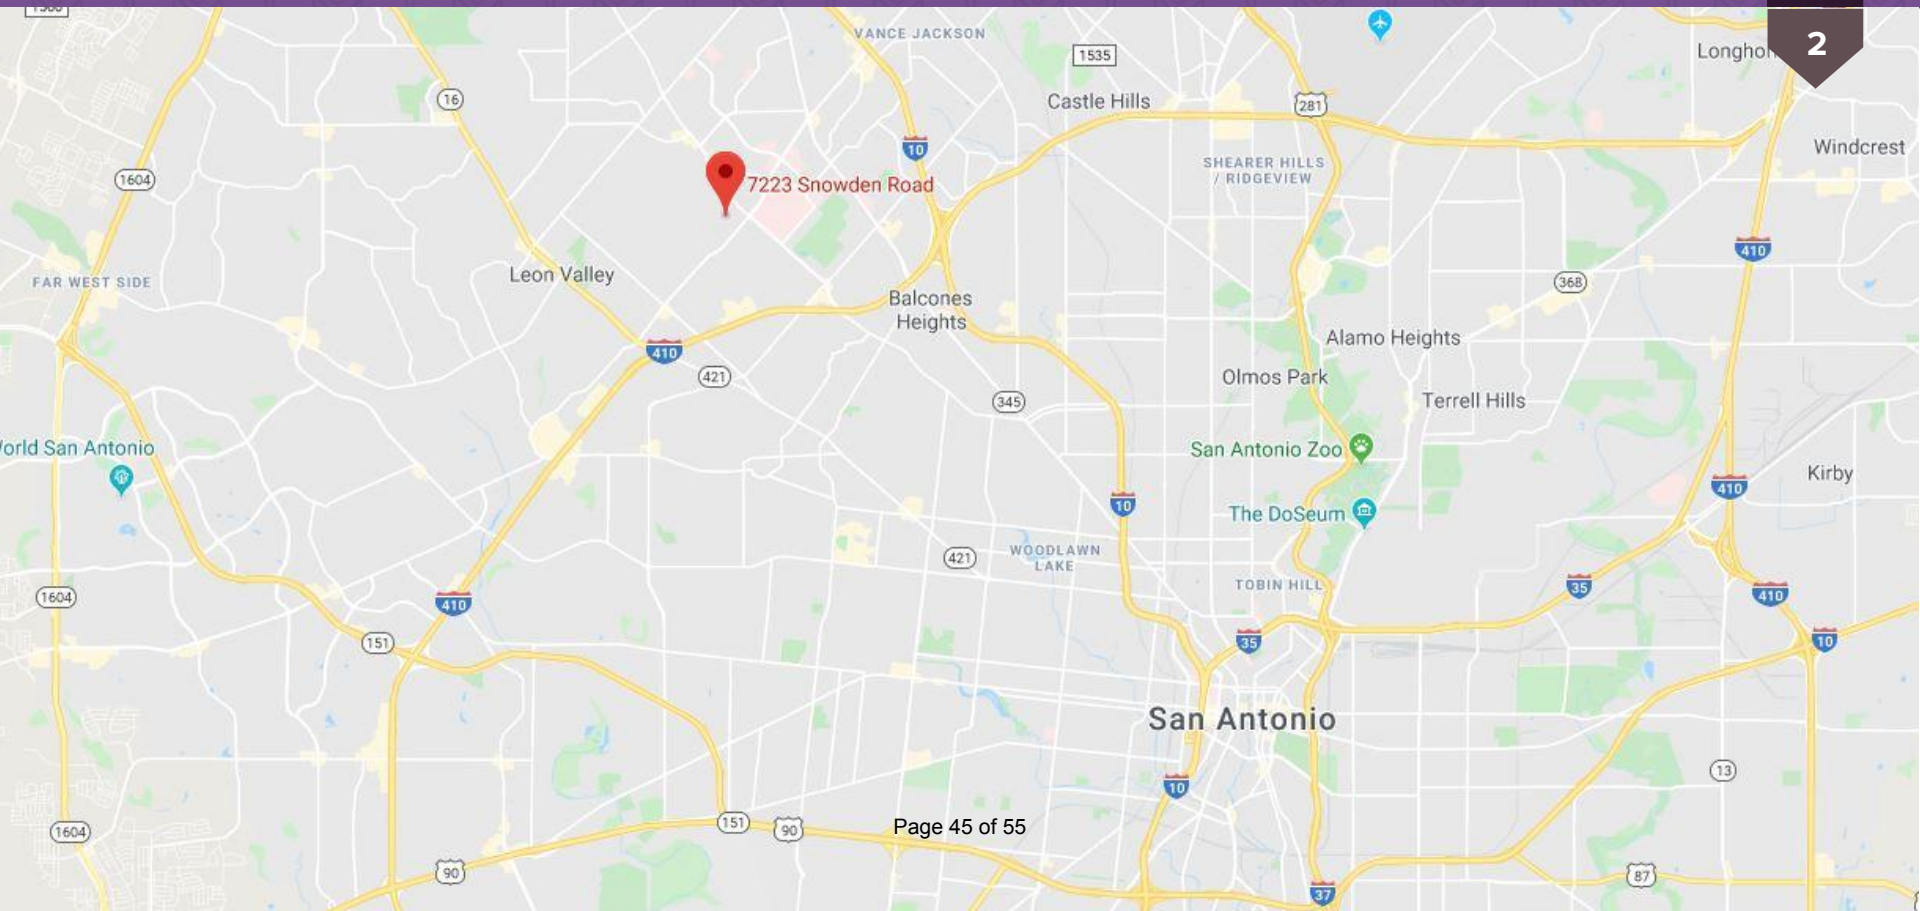 VANCE JACKSON
2
1535
Longho
16
Castle Hills
281
10
Windcrest
SHEARER HILLS
/ RIDGEVIEW
1604
7223 Snowden Road
410
Leon Valley
FAR WEST SIDE
368
Balcones
Heights
Alamo Heights
410
421
Olmos Park
345
Terrell Hills
orld San Antonio
San Antonio Zoo
Kirby
410
10
The DoSeum
421
WOODLAWN
LAKE
TOBIN HILL
35
410
1604
410
151
35
10
San Antonio
13
10
151
90
Page 45 of 55
1604
90
87
37